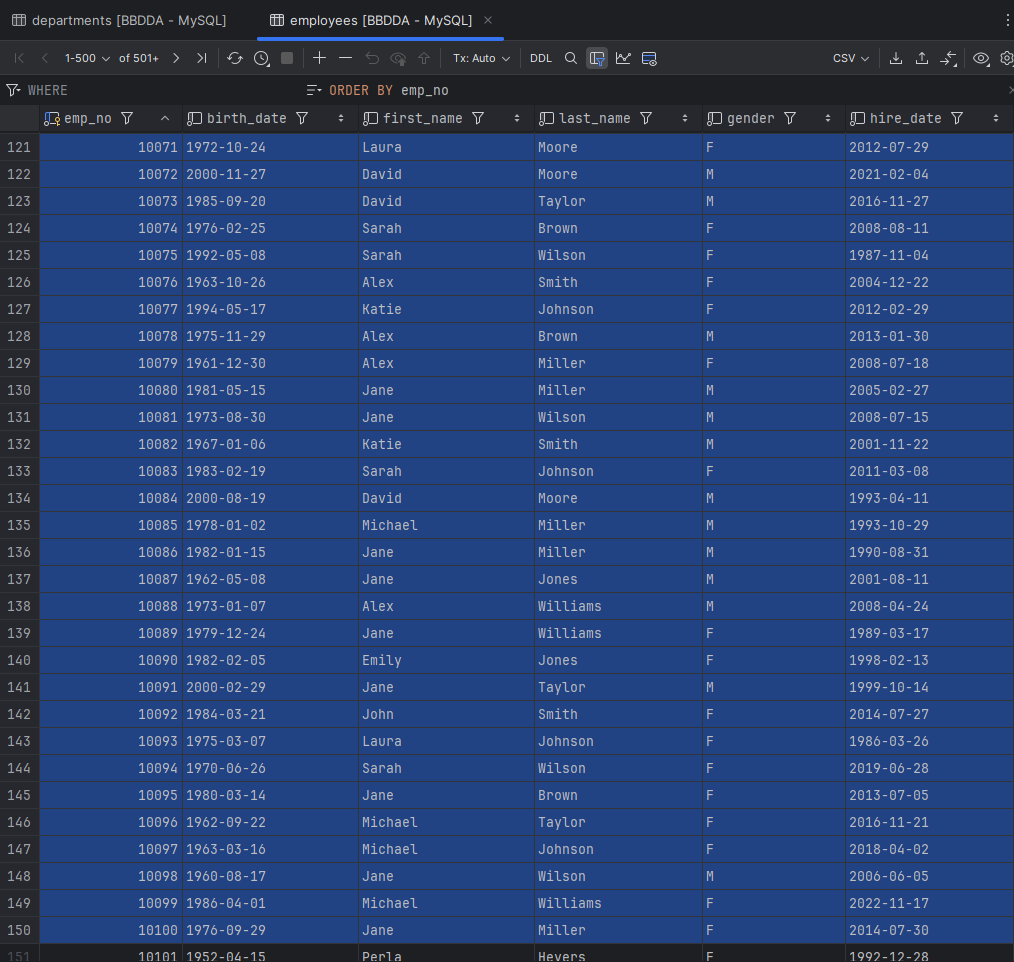 departments [BBDDA - MySQL] employees [BBDDA - MySQL]
1-500 of 501+ Tx: Auto DDL CSV
WHERE ORDER BY emp_no
emp_no birth_date first_name last_name gender hire_date
121 10071 1972-10-24 Laura Moore F 2012-07-29
122 10072 2000-11-27 David Moore M 2021-02-04
123 10073 1985-09-20 David Taylor M 2016-11-27
124 10074 1976-02-25 Sarah Brown F 2008-08-11
125 10075 1992-05-08 Sarah Wilson F 1987-11-04
126 10076 1963-10-26 Alex Smith F 2004-12-22
127 10077 1994-05-17 Katie Johnson F 2012-02-29
128 10078 1975-11-29 Alex Brown M 2013-01-30
129 10079 1961-12-30 Alex Miller F 2008-07-18
130 10080 1981-05-15 Jane Miller M 2005-02-27
131 10081 1973-08-30 Jane Wilson M 2008-07-15
132 10082 1967-01-06 Katie Smith M 2001-11-22
133 10083 1983-02-19 Sarah Johnson F 2011-03-08
134 10084 2000-08-19 David Moore M 1993-04-11
135 10085 1978-01-02 Michael Miller M 1993-10-29
136 10086 1982-01-15 Jane Miller M 1990-08-31
137 10087 1962-05-08 Jane Jones M 2001-08-11
138 10088 1973-01-07 Alex Williams M 2008-04-24
139 10089 1979-12-24 Jane Williams F 1989-03-17
140 10090 1982-02-05 Emily Jones F 1998-02-13
141 10091 2000-02-29 Jane Taylor M 1999-10-14
142 10092 1984-03-21 John Smith F 2014-07-27
143 10093 1975-03-07 Laura Johnson F 1986-03-26
144 10094 1970-06-26 Sarah Wilson F 2019-06-28
145 10095 1980-03-14 Jane Brown F 2013-07-05
146 10096 1962-09-22 Michael Taylor F 2016-11-21
147 10097 1963-03-16 Michael Johnson F 2018-04-02
148 10098 1960-08-17 Jane Wilson M 2006-06-05
149 10099 1986-04-01 Michael Williams F 2022-11-17
150 10100 1976-09-29 Jane Miller F 2014-07-30
151 10101 1952-04-15 Perla Heyers F 1992-12-28